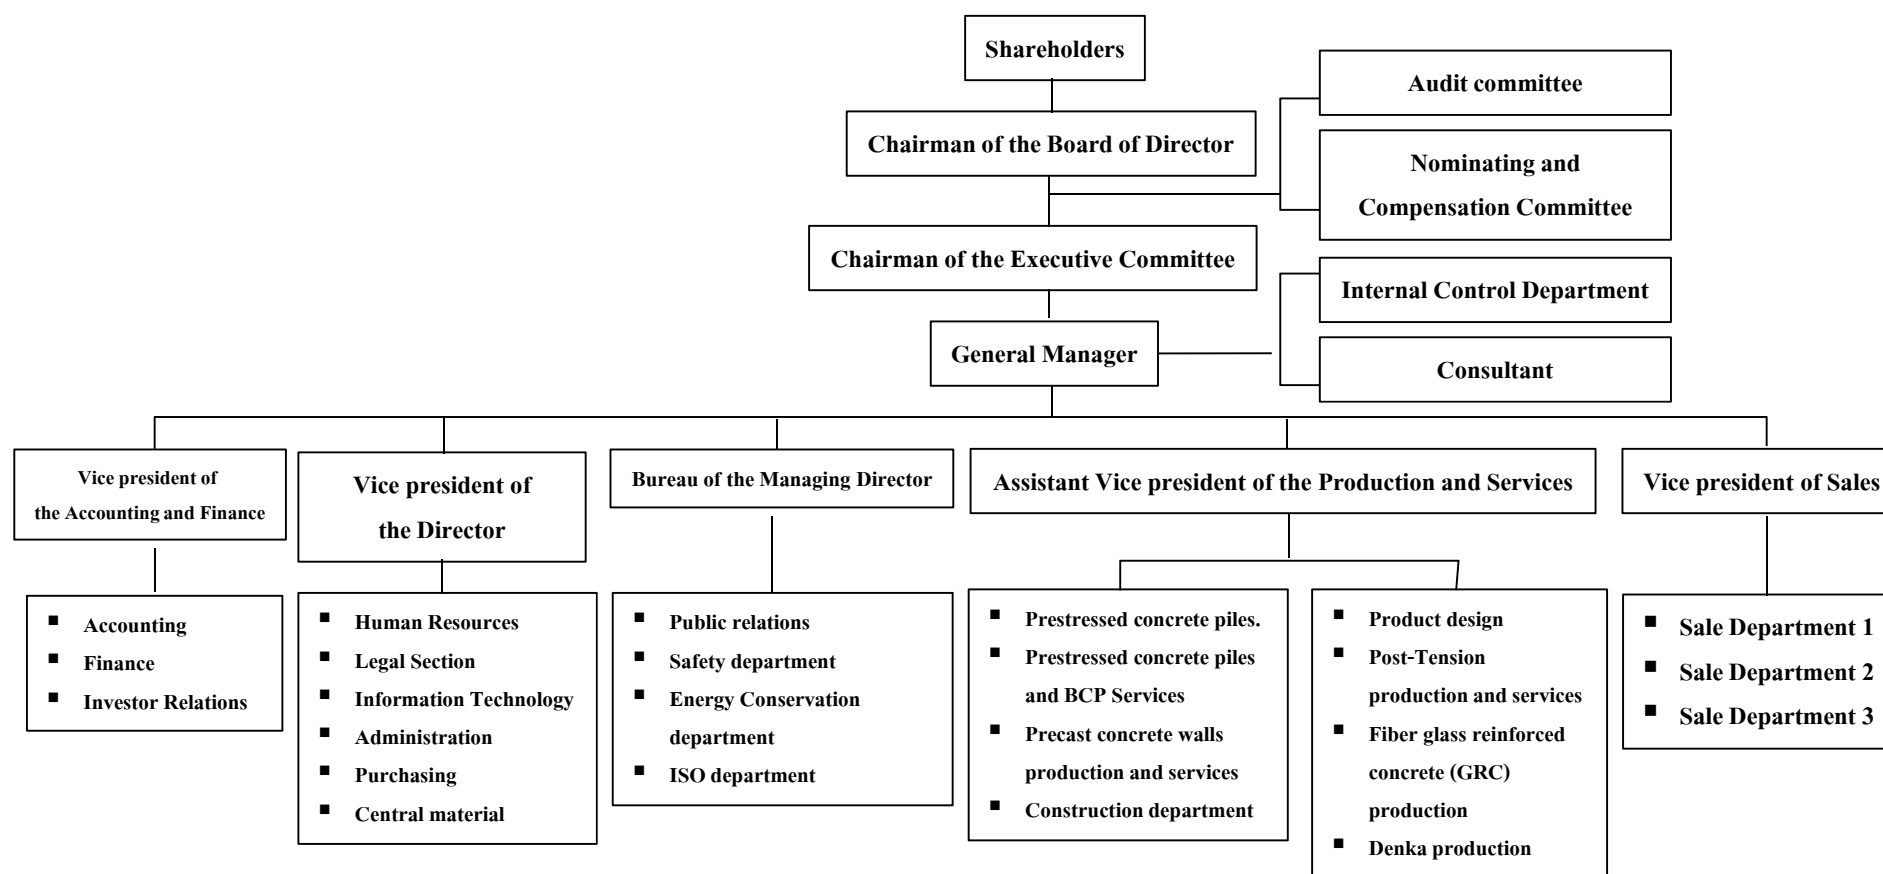 Shareholders
Audit committee
Chairman of the Board of Director
Nominating and
Compensation Committee
Chairman of the Executive Committee
Internal Control Department
General Manager
Consultant
Vice president of
the Accounting and Finance
Vice president of
the Director
Bureau of the Managing Director
Assistant Vice president of the Production and Services
Vice president of Sales
▪ Accounting
▪ Finance
▪ Investor Relations
▪ Human Resources
▪ Legal Section
▪ Information Technology
▪ Administration
▪ Purchasing
▪ Central material
▪ Public relations
▪ Safety department
▪ Energy Conservation
department
▪ ISO department
▪ Prestressed concrete piles.
▪ Prestressed concrete piles
and BCP Services
▪ Precast concrete walls
production and services
▪ Construction department
▪ Product design
▪ Post-Tension
production and services
▪ Fiber glass reinforced
concrete (GRC)
production
▪ Denka production
▪ Sale Department 1
▪ Sale Department 2
▪ Sale Department 3